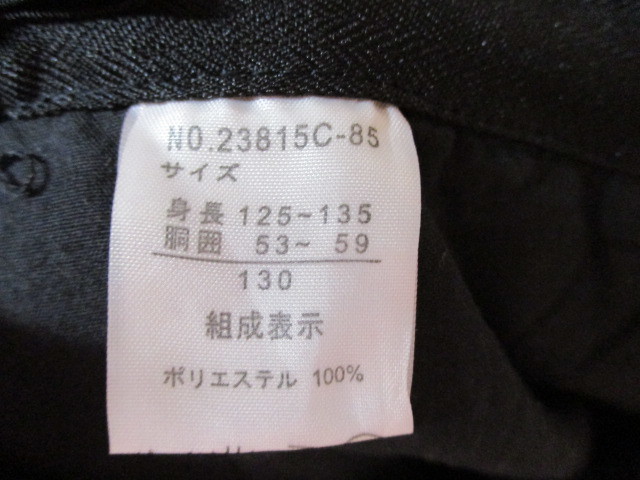 NO.23815C-85
サイズ
身長 125~135
胴囲 53~ 59
130
組成表示
ポリエステル 100%